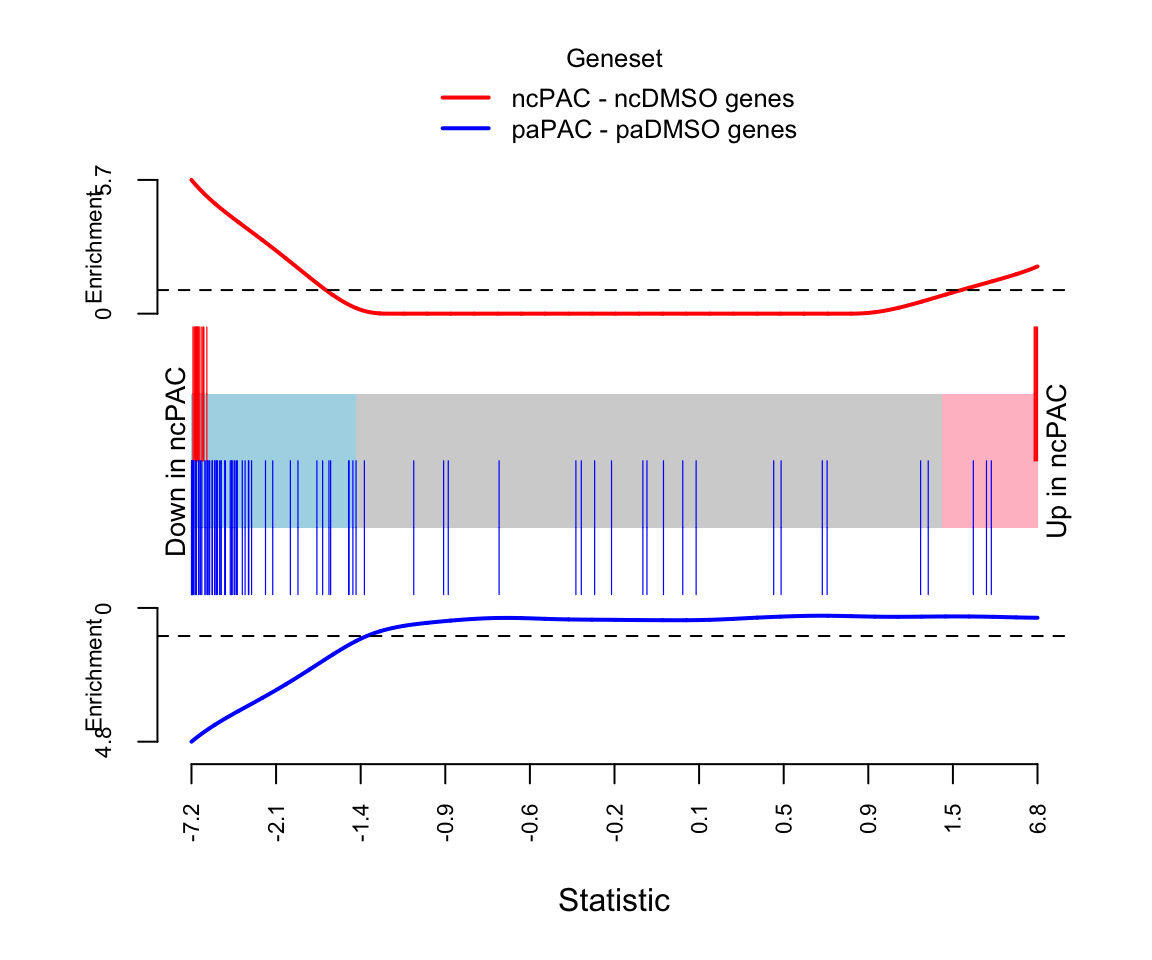 Geneset
ncPAC - ncDMSO genes
paPAC - paDMSO genes
Enrichment
5.7
0
Down in ncPAC
Up in ncPAC
0
Enrichment
4.8
-7.2
-2.1
-1.4
-0.9
-0.6
-0.2
0.1
0.5
0.9
1.5
6.8
Statistic